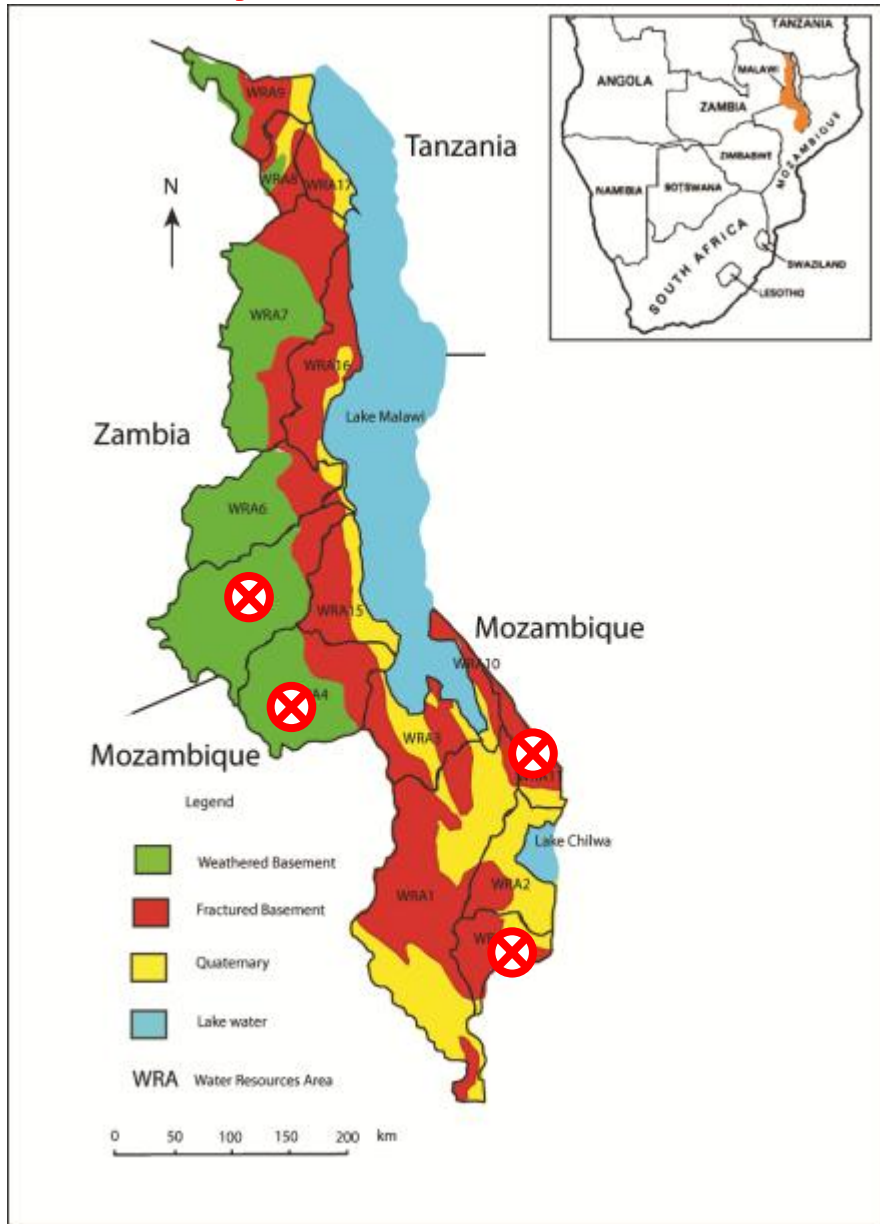 TANZANIA
MALAWI
ANGOLA
ZAMBIA
MOZAMBIQUE
ZIMBABWE
NAMIBIA
BOTSWANA
SWAZILAND
SOUTH AFRICA
LESOTHO
WRA9
Tanzania
N
WRA8
WRA17
WRA7
WRA16
Lake Malawi
Zambia
WRA6
WRA15
Mozambique
WRA10
WRA3
Mozambique
WRA11
Legend
Lake Chilwa
Weathered Basement
WRA2
WRA1
Fractured Basement
Quaternary
Lake water
WRA Water Resources Area
0 50 100 150 200 km